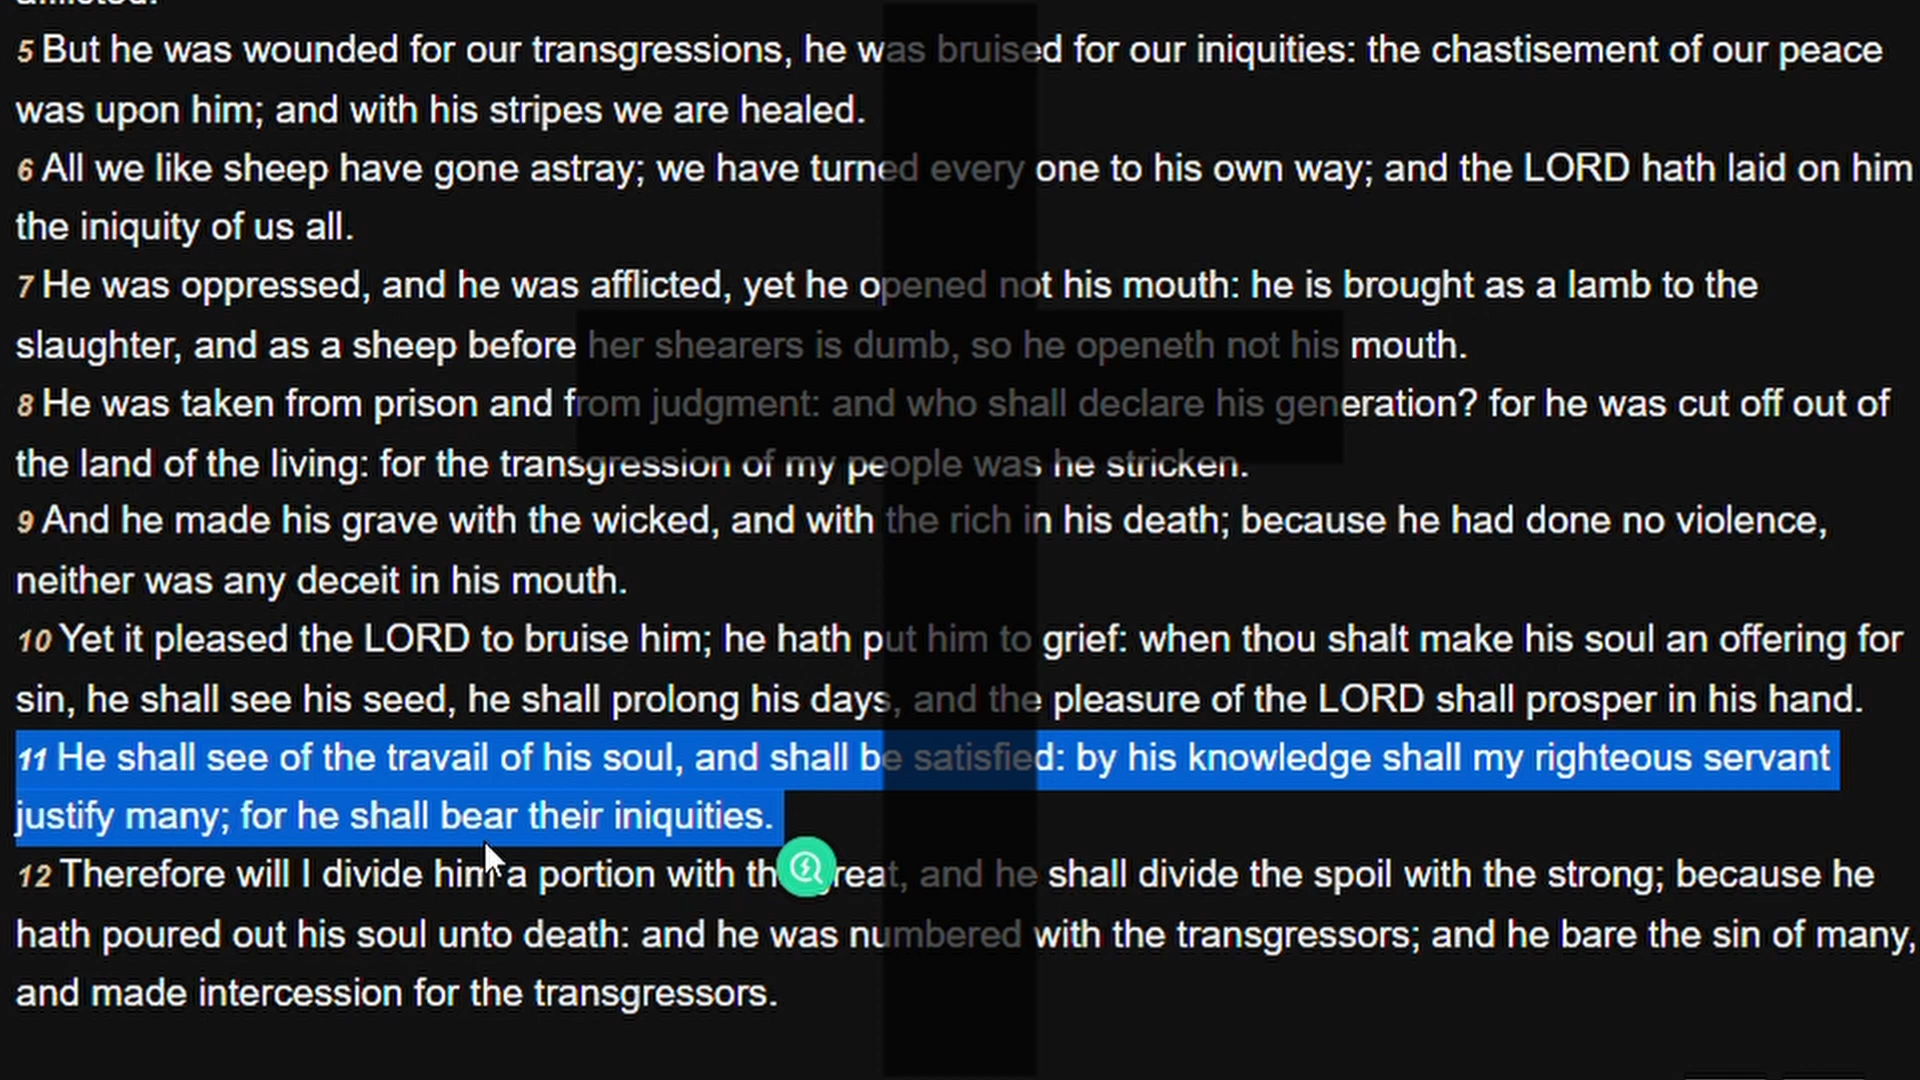 afflicted.
5 But he was wounded for our transgressions, he was bruised for our iniquities: the chastisement of our peace
was upon him; and with his stripes we are healed.
6 All we like sheep have gone astray; we have turned every one to his own way; and the LORD hath laid on him
the iniquity of us all.
7 He was oppressed, and he was afflicted, yet he opened not his mouth: he is brought as a lamb to the
slaughter, and as a sheep before her shearers is dumb, so he openeth not his mouth.
8 He was taken from prison and from judgment: and who shall declare his generation? for he was cut off out of
the land of the living: for the transgression of my people was he stricken.
9 And he made his grave with the wicked, and with the rich in his death; because he had done no violence,
neither was any deceit in his mouth.
10 Yet it pleased the LORD to bruise him; he hath put him to grief: when thou shalt make his soul an offering for
sin, he shall see his seed, he shall prolong his days, and the pleasure of the LORD shall prosper in his hand.
11 He shall see of the travail of his soul, and shall be satisfied: by his knowledge shall my righteous servant
justify many; for he shall bear their iniquities.
12 Therefore will I divide him a portion with the great, and he shall divide the spoil with the strong; because he
hath poured out his soul unto death: and he was numbered with the transgressors; and he bare the sin of many,
and made intercession for the transgressors.